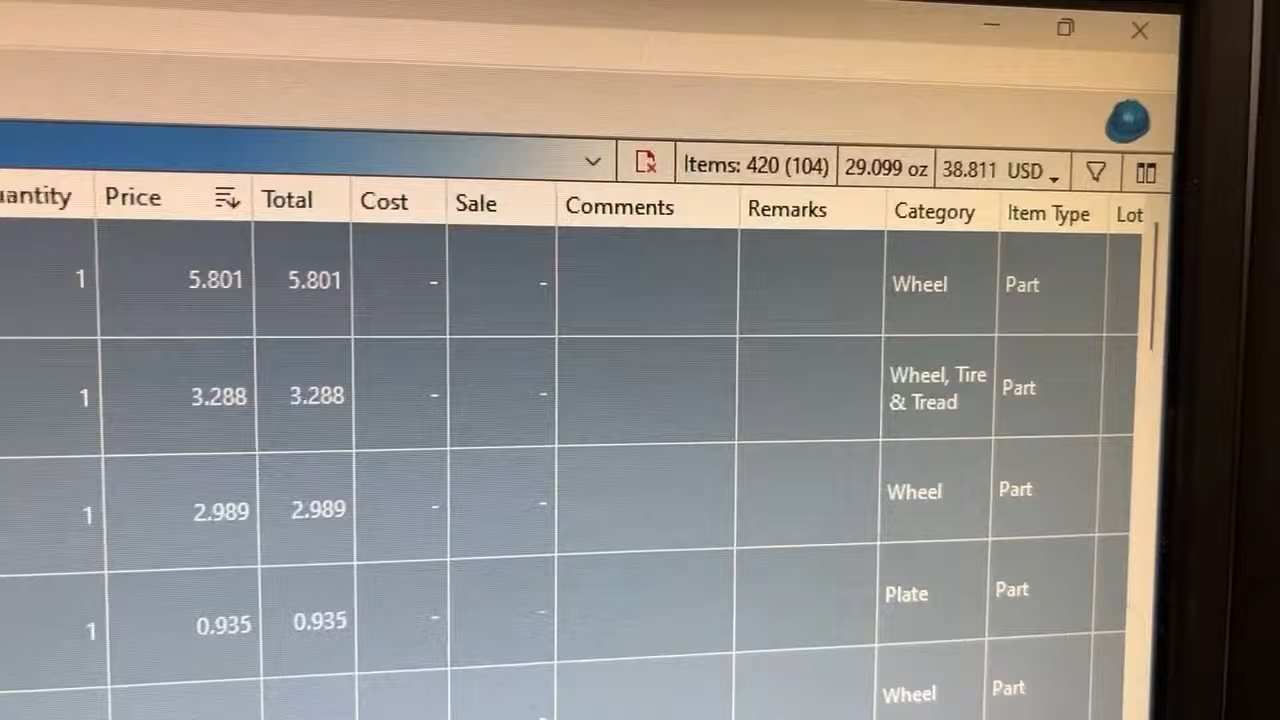 Items: 420 (104) 29.099 oz 38.811 USD
uantity Price Total Cost Sale Comments Remarks Category Item Type Lot
1 5.801 5.801 - - Wheel Part
1 3.288 3.288 - - Wheel, Tire
& Tread Part
1 2.989 2.989 - - Wheel Part
1 0.935 0.935 - - Plate Part
Wheel Part